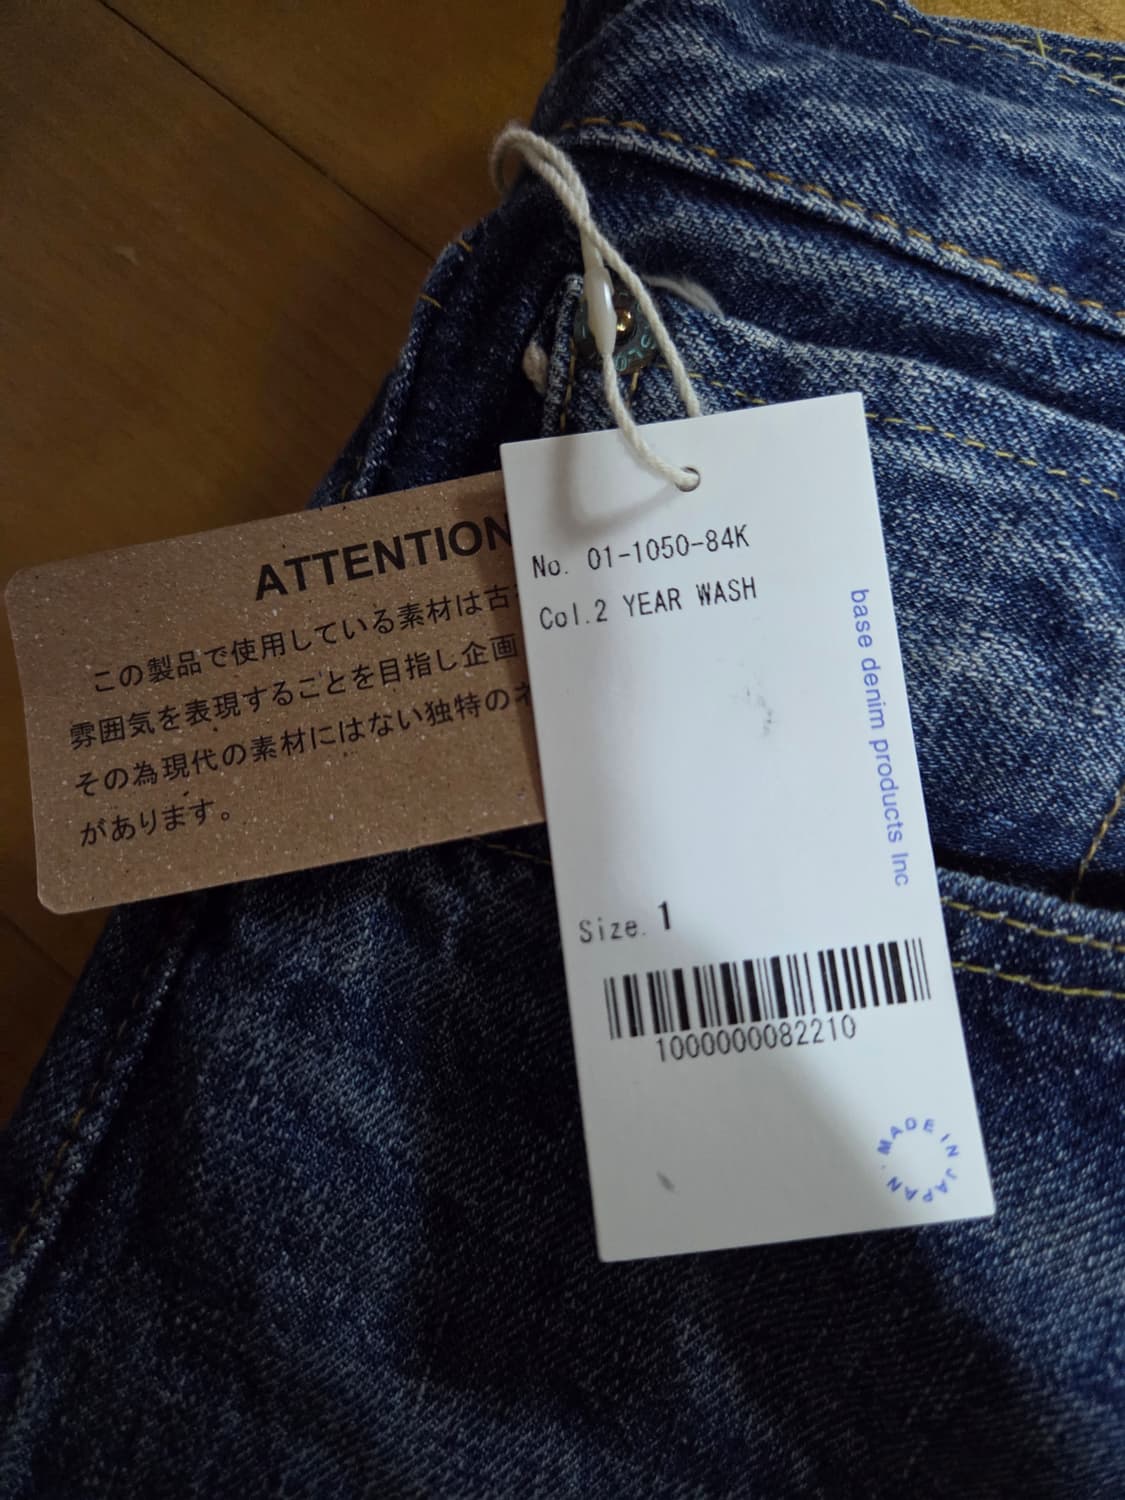 ATTENTION
この製品で使用している素材は古
雰囲気を表現することを目指し企画
その為現代の素材にはない独特のネ
があります。
No. 01-1050-84K
Col.2 YEAR WASH
base denim products Inc
Size. 1
1000000082210
MADE IN JAPAN